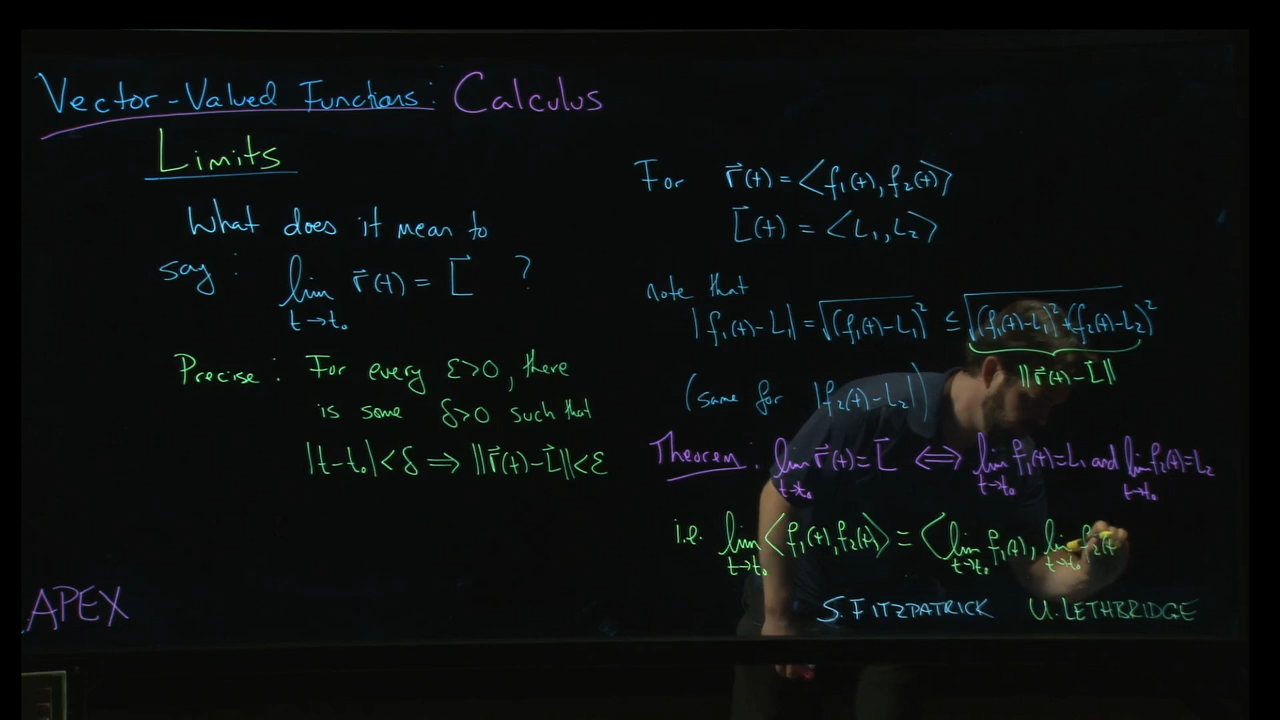 Vector-Valued Functions: Calculus
Limits
What does it mean to
say: lim t→t₀ r⃗(t) = L⃗ ?
Precise: For every ε>0, there
is some δ>0 such that
|t-t₀|<δ ⇒ ||r⃗(t)-L⃗||<ε
APEX
For r⃗(t) = ⟨f₁(t), f₂(t)⟩
L⃗(t) = ⟨L₁, L₂⟩
note that
|f₁(t)-L₁| = √(f₁(t)-L₁)² ≤ √(f₁(t)-L₁)²+(f₂(t)-L₂)²
||r⃗(t)-L⃗||
(same for |f₂(t)-L₂|)
Theorem: lim t→t₀ r⃗(t)=L⃗ ⇔ lim t→t₀ f₁(t)=L₁ and lim t→t₀ f₂(t)=L₂
i.e. lim t→t₀ ⟨f₁(t), f₂(t)⟩ = ⟨lim t→t₀ f₁(t), lim t→t₀ f₂(t
S. FITZPATRICK U. LETHBRIDGE